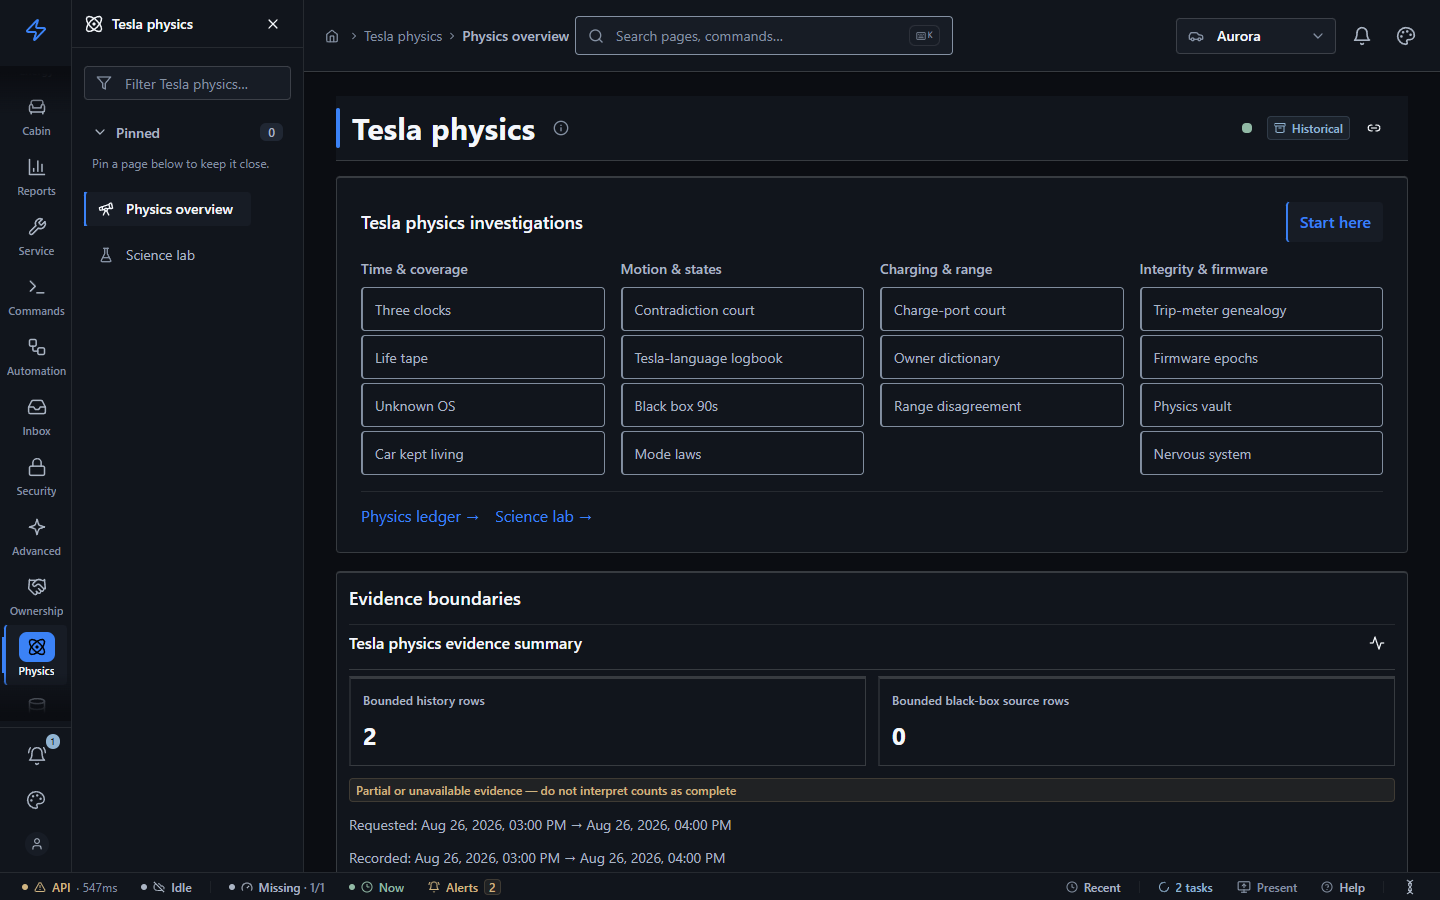 Tesla physics
Filter Tesla physics...
Pinned
0
Pin a page below to keep it close.
Physics overview
Science lab
Cabin
Reports
Service
Commands
Automation
Inbox
Security
Advanced
Ownership
Physics
1
Tesla physics
Physics overview
Search pages, commands...
K
Aurora
Tesla physics
Historical
Tesla physics investigations
Start here
Time & coverage
Three clocks
Life tape
Unknown OS
Car kept living
Motion & states
Contradiction court
Tesla-language logbook
Black box 90s
Mode laws
Charging & range
Charge-port court
Owner dictionary
Range disagreement
Integrity & firmware
Trip-meter genealogy
Firmware epochs
Physics vault
Nervous system
Physics ledger →
Science lab →
Evidence boundaries
Tesla physics evidence summary
Bounded history rows
2
Bounded black-box source rows
0
Partial or unavailable evidence — do not interpret counts as complete
Requested: Aug 26, 2026, 03:00 PM → Aug 26, 2026, 04:00 PM
Recorded: Aug 26, 2026, 03:00 PM → Aug 26, 2026, 04:00 PM
API · 547ms
Idle
Missing · 1/1
Now
Alerts 2
Recent
2 tasks
Present
Help